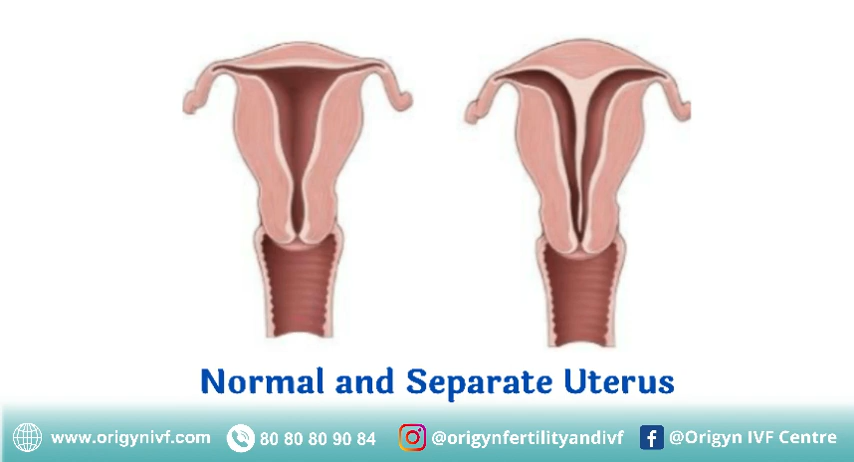 Normal and Separate Uterus
www.origynivf.com 80 80 80 90 84 @origynfertilityandivf @Origyn IVF Centre